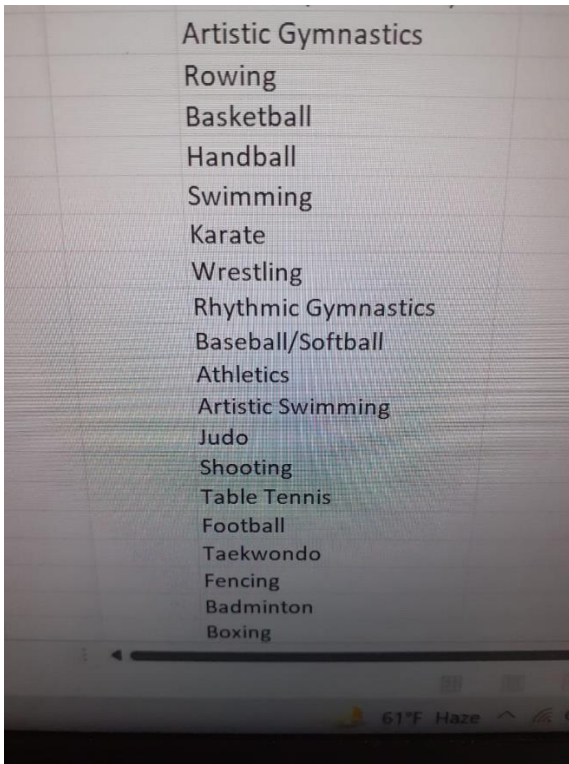 Artistic Gymnastics
Rowing
Basketball
Handball
Swimming
Karate
Wrestling
Rhythmic Gymnastics
Baseball/Softball
Athletics
Artistic Swimming
Judo
Shooting
Table Tennis
Football
Taekwondo
Fencing
Badminton
Boxing
61°F Haze